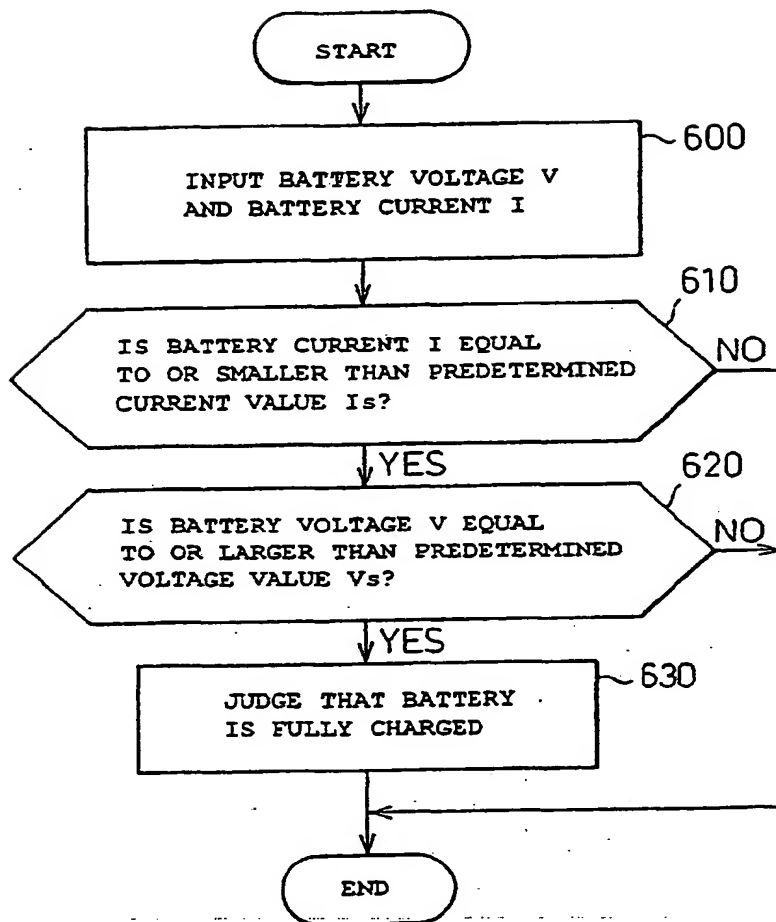 START
600
INPUT BATTERY VOLTAGE V
AND BATTERY CURRENT I
610
IS BATTERY CURRENT I EQUAL
TO OR SMALLER THAN PREDETERMINED
CURRENT VALUE Is?
NO
YES
620
IS BATTERY VOLTAGE V EQUAL
TO OR LARGER THAN PREDETERMINED
VOLTAGE VALUE Vs?
NO
YES
630
JUDGE THAT BATTERY
IS FULLY CHARGED
END